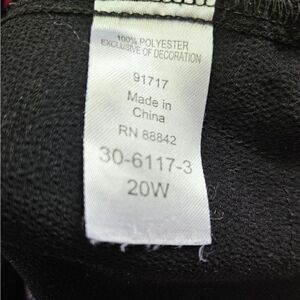 100% POLYESTER
EXCLUSIVE OF DECORATION
91717
Made in
China
RN 88842
30-6117-3
20W